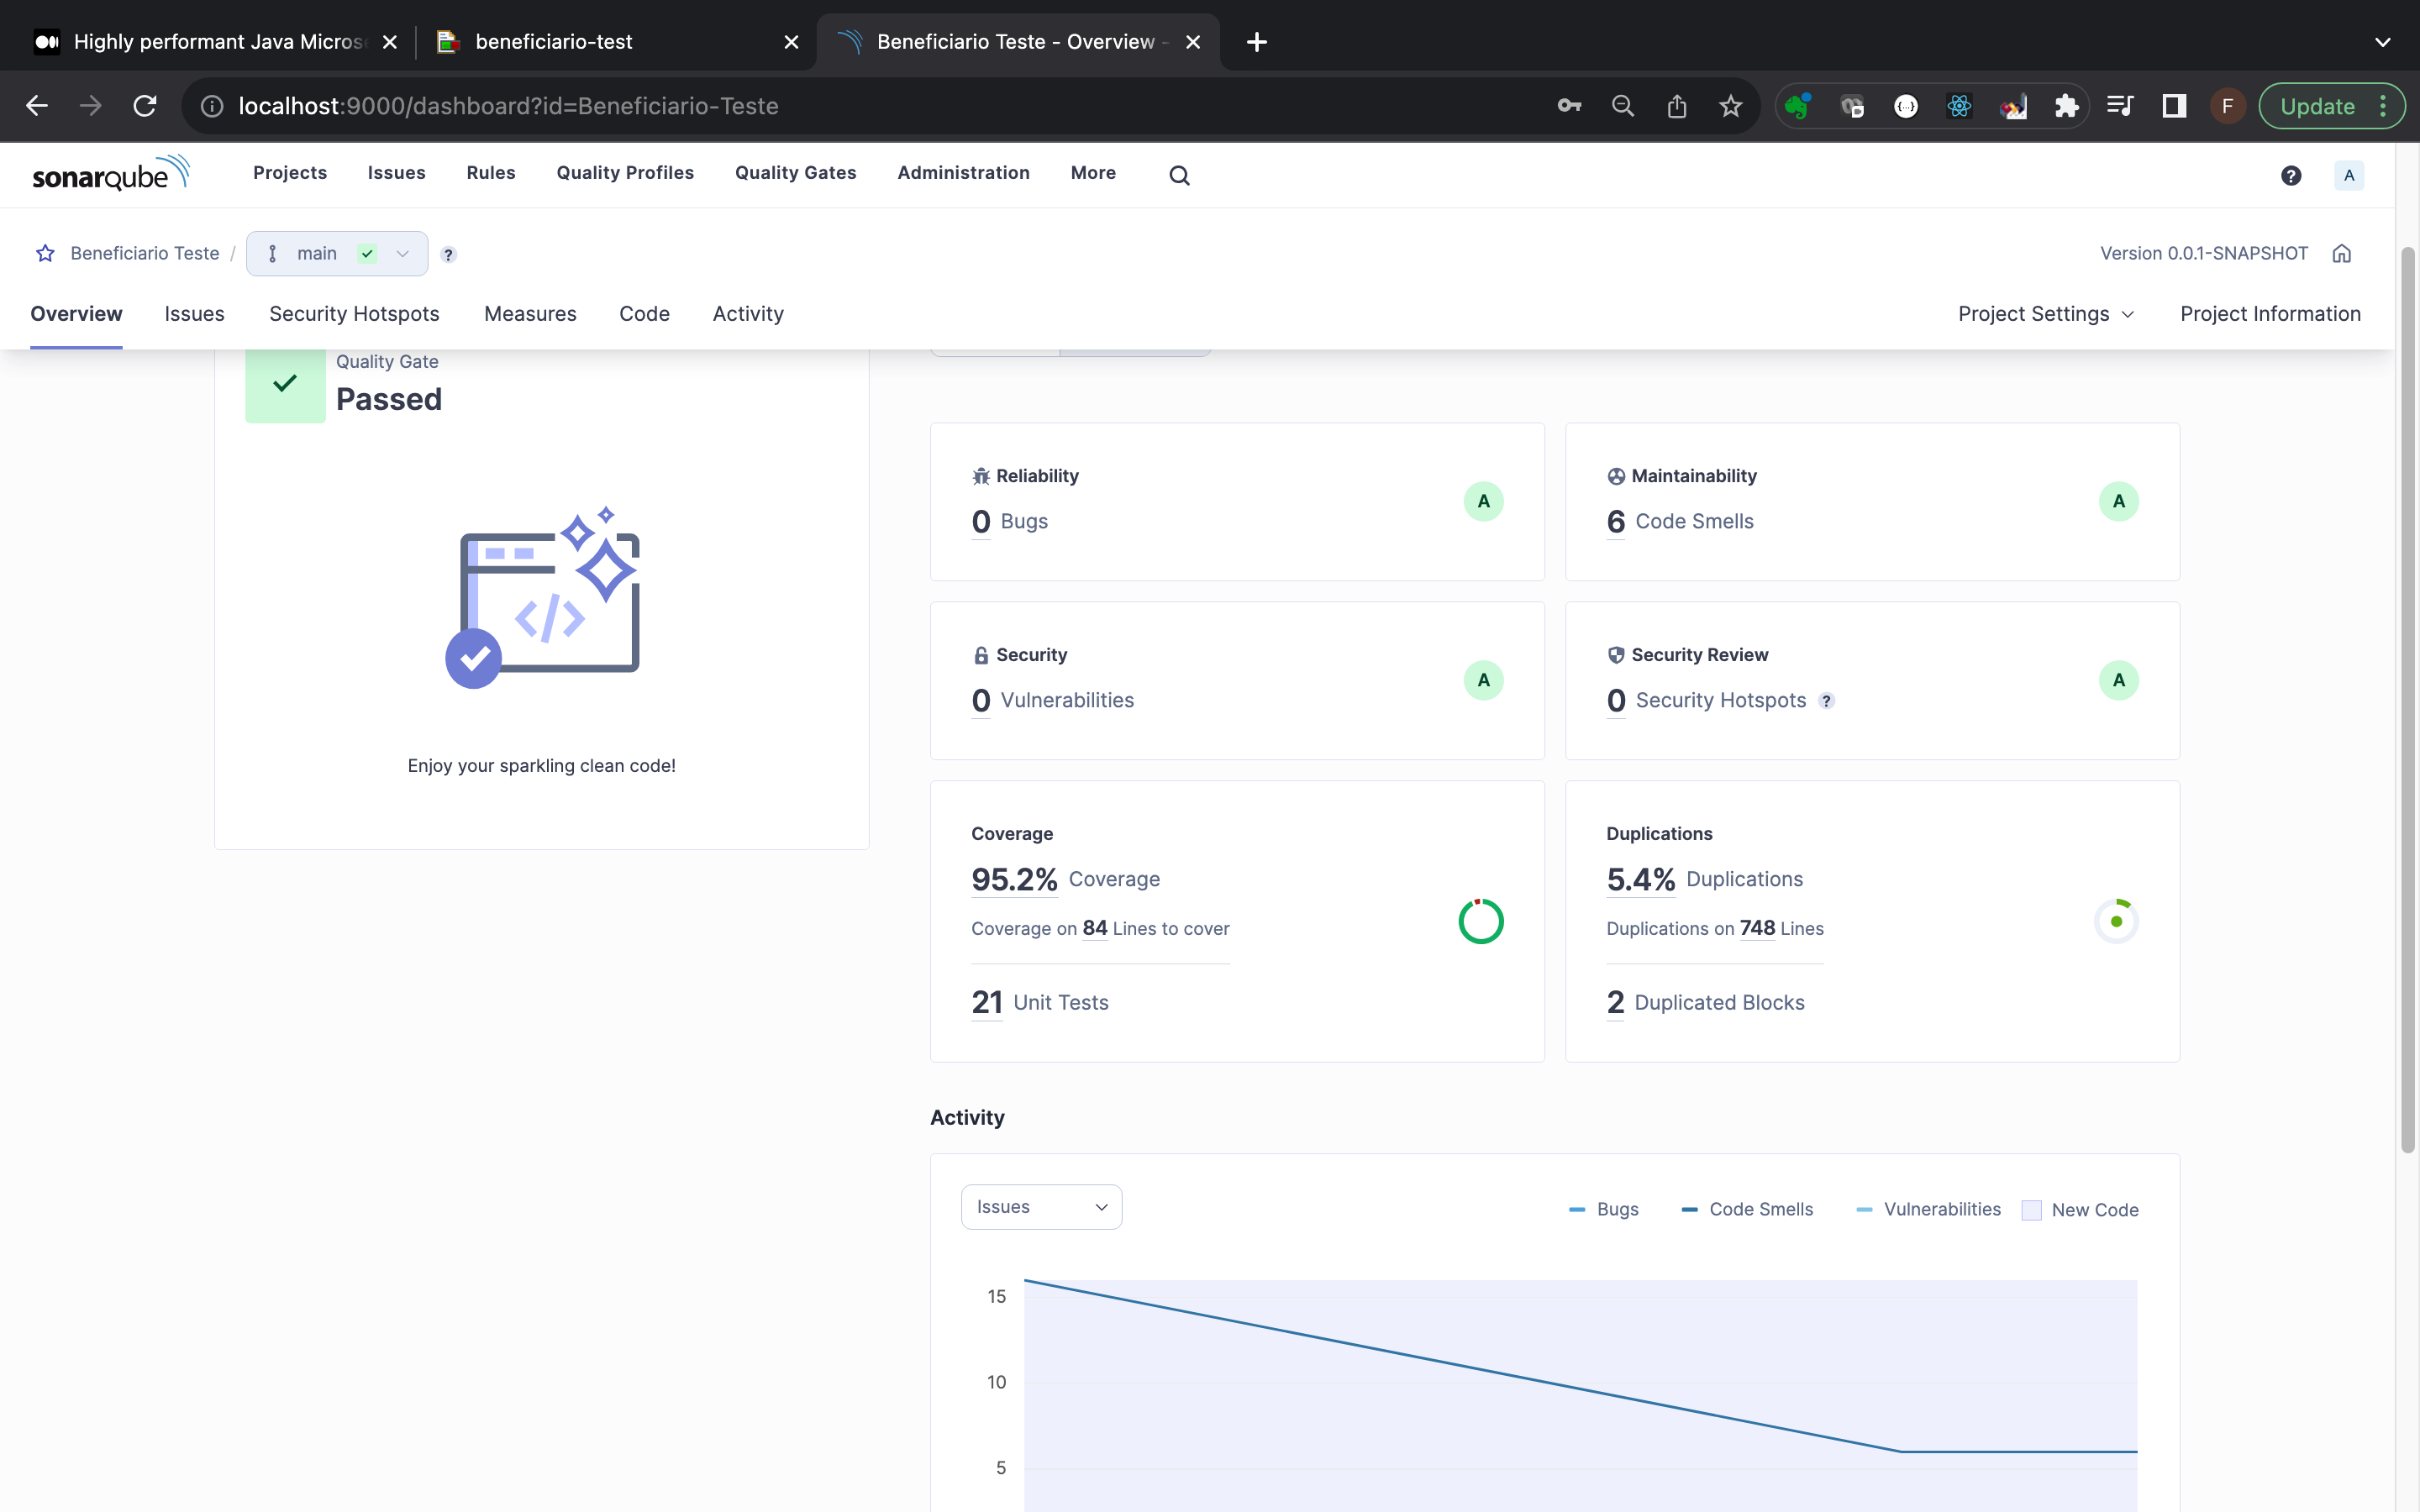 Highly performant Java Micros
beneficiario-test
Beneficiario Teste - Overview -
localhost:9000/dashboard?id=Beneficiario-Teste
F
Update
sonarqube
Projects
Issues
Rules
Quality Profiles
Quality Gates
Administration
More
?
A
Beneficiario Teste /
main
?
Version 0.0.1-SNAPSHOT
Overview
Issues
Security Hotspots
Measures
Code
Activity
Project Settings
Project Information
Quality Gate
Passed
</>
Enjoy your sparkling clean code!
Reliability
0 Bugs
A
Maintainability
6 Code Smells
A
Security
0 Vulnerabilities
A
Security Review
0 Security Hotspots ?
A
Coverage
95.2% Coverage
Coverage on 84 Lines to cover
21 Unit Tests
Duplications
5.4% Duplications
Duplications on 748 Lines
2 Duplicated Blocks
Activity
Issues
Bugs
Code Smells
Vulnerabilities
New Code
15
10
5